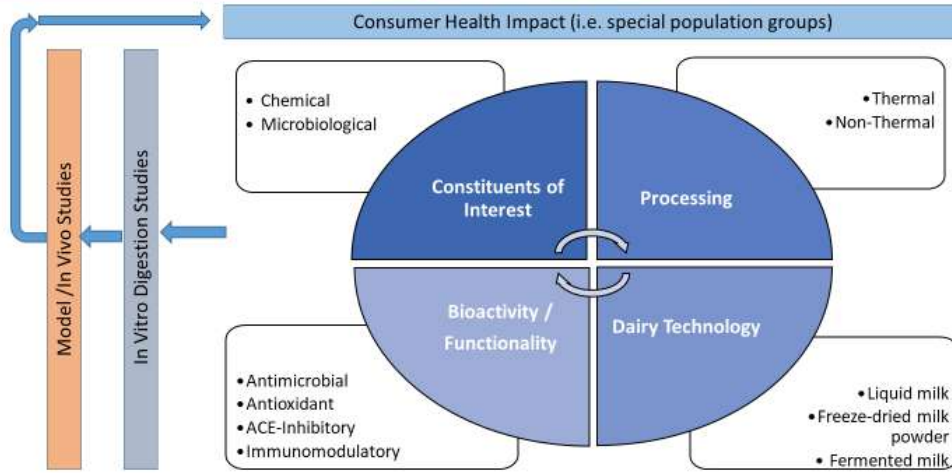 Consumer Health Impact (i.e. special population groups)
Model /In Vivo Studies
In Vitro Digestion Studies
• Chemical
• Microbiological
• Thermal
• Non-Thermal
Constituents of
Interest
Processing
Bioactivity /
Functionality
Dairy Technology
• Antimicrobial
• Antioxidant
• ACE-Inhibitory
• Immunomodulatory
• Liquid milk
• Freeze-dried milk
powder
• Fermented milk